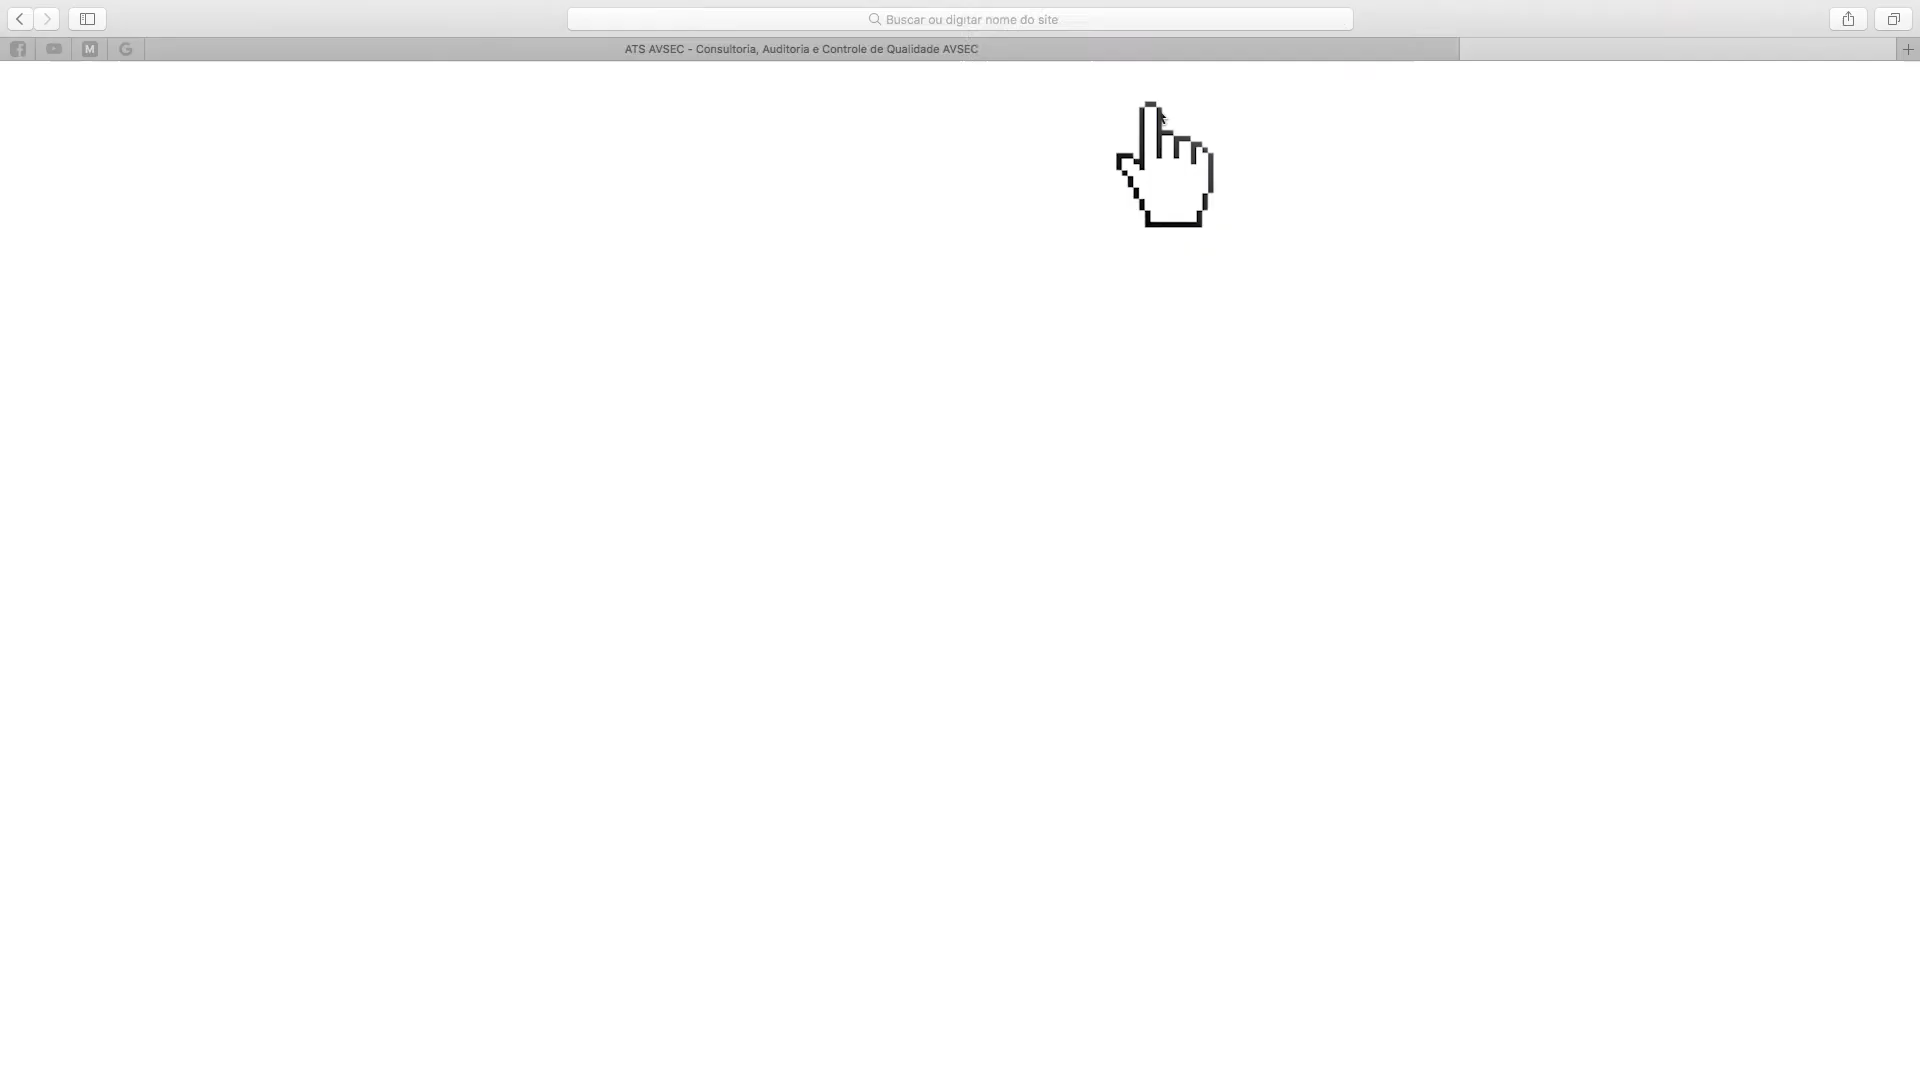 Buscar ou digitar nome do site
M
G
ATS AVSEC - Consultoria, Auditoria e Controle de Qualidade AVSEC